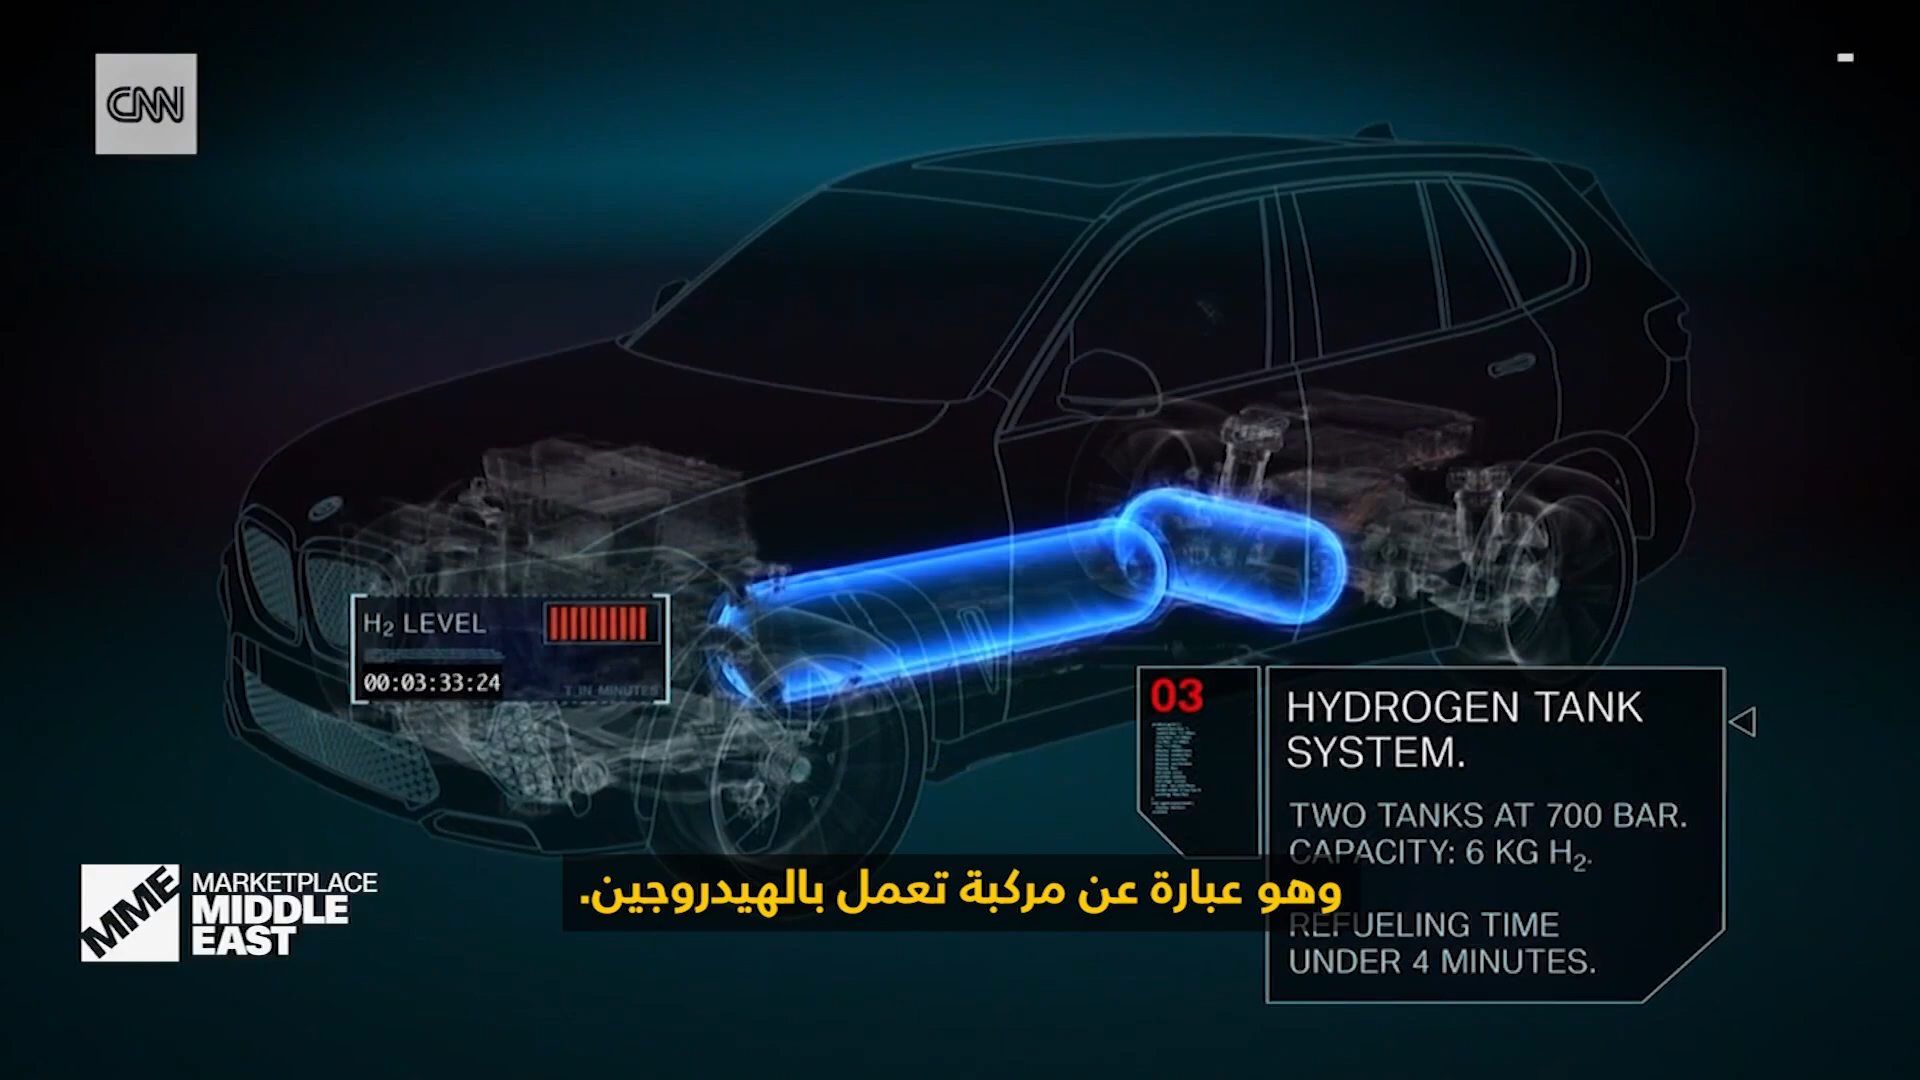 CNN
H₂ LEVEL
00:03:33:24
T IN MINUTES
03
HYDROGEN TANK
SYSTEM.
TWO TANKS AT 700 BAR.
CAPACITY: 6 KG H₂.
REFUELING TIME
UNDER 4 MINUTES.
وهو عبارة عن مركبة تعمل بالهيدروجين.
MME
MARKETPLACE
MIDDLE
EAST